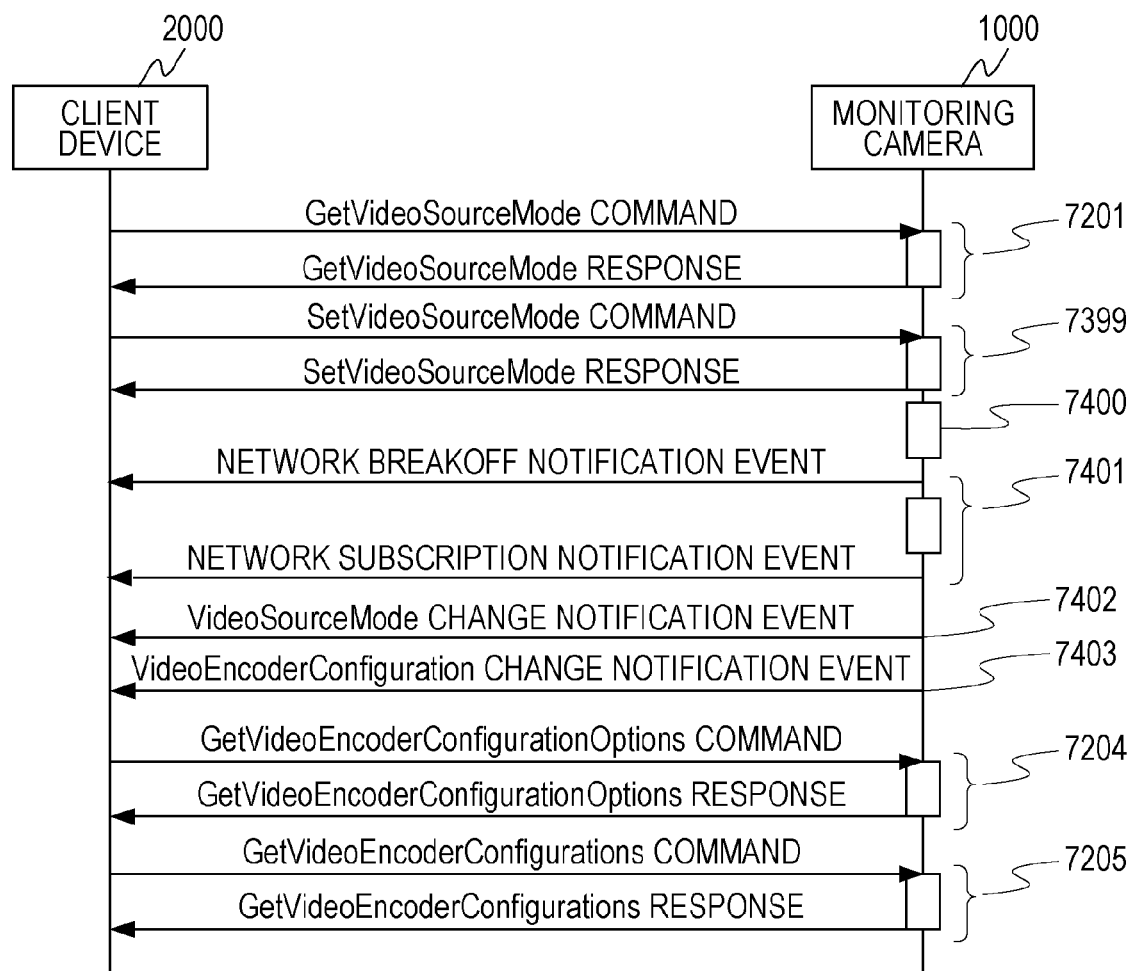 2000
1000
CLIENT
DEVICE
MONITORING
CAMERA
GetVideoSourceMode COMMAND
7201
GetVideoSourceMode RESPONSE
SetVideoSourceMode COMMAND
7399
SetVideoSourceMode RESPONSE
7400
NETWORK BREAKOFF NOTIFICATION EVENT
7401
NETWORK SUBSCRIPTION NOTIFICATION EVENT
7402
VideoSourceMode CHANGE NOTIFICATION EVENT
7403
VideoEncoderConfiguration CHANGE NOTIFICATION EVENT
GetVideoEncoderConfigurationOptions COMMAND
7204
GetVideoEncoderConfigurationOptions RESPONSE
GetVideoEncoderConfigurations COMMAND
7205
GetVideoEncoderConfigurations RESPONSE